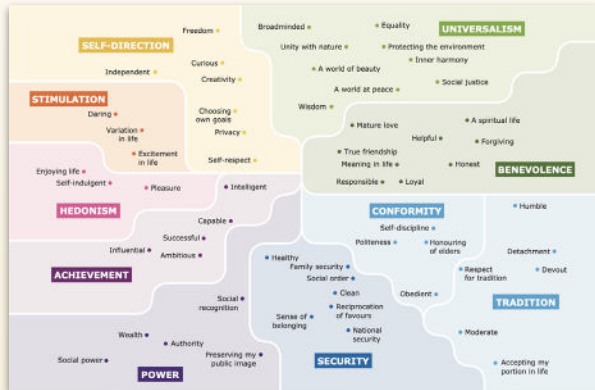 Freedom
SELF-DIRECTION
Curious
Independent
Creativity
Choosing
own goals
Privacy
Self-respect
Broadminded
Equality
UNIVERSALISM
Unity with nature
Protecting the environment
Inner harmony
A world of beauty
Social justice
A world at peace
Wisdom
STIMULATION
Daring
Variation
in life
Excitement
in life
Mature love
A spiritual life
Helpful
Forgiving
True friendship
Meaning in life
Honest
Responsible
Loyal
BENEVOLENCE
Enjoying life
Self-indulgent
Pleasure
HEDONISM
Intelligent
Capable
Successful
Influential
Ambitious
ACHIEVEMENT
CONFORMITY
Self-discipline
Politeness
Honouring
of elders
Obedient
Humble
Detachment
Respect
for tradition
Devout
TRADITION
Moderate
Accepting my
portion in life
Healthy
Family security
Social order
Clean
Reciprocation
of favours
Sense of
belonging
National
security
SECURITY
Social
recognition
Wealth
Authority
Social power
Preserving my
public image
POWER